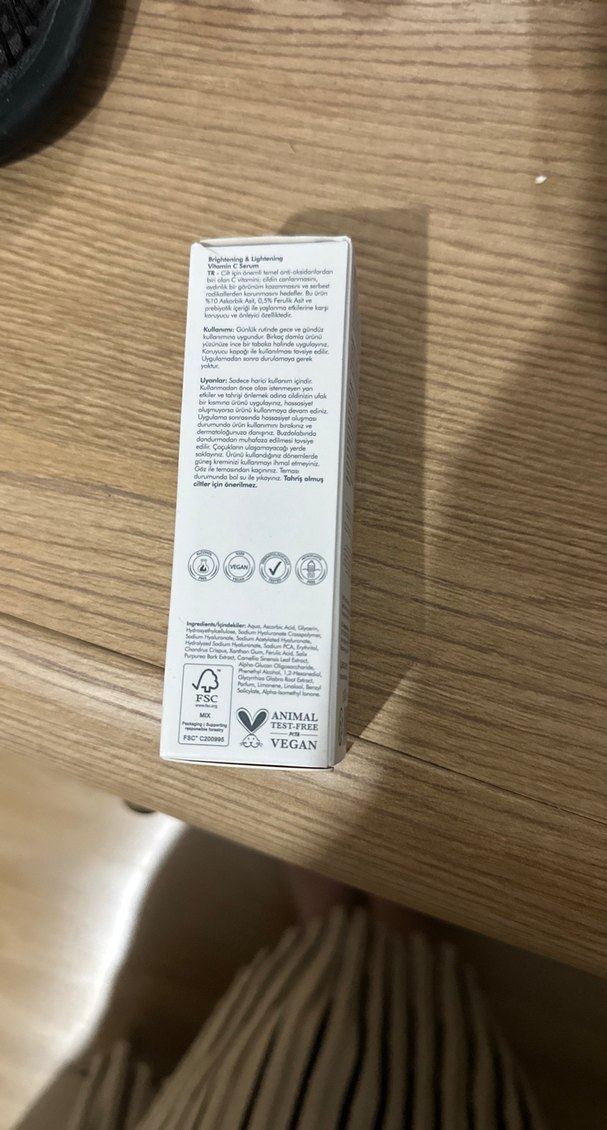 Brightening & Lightening
Vitamin C Serum
TR - Cilt için önemli temel anti-oksidanlardan
biri olan C vitamini; cildin canlanmasını,
aydınlık bir görünüm kazanmasını ve serbest
radikallerden korunmasını hedefler. Bu ürün
%10 Askorbik Asit, 0,5% Ferulik Asit ve
prebiyotik içeriği ile yaşlanma etkilerine karşı
koruyucu ve önleyici özelliktedir.
Kullanımı: Günlük rutinde gece ve gündüz
kullanımına uygundur. Birkaç damla ürünü
yüzünüze ince bir tabaka halinde uygulayınız.
Koruyucu kapağı ile kullanılması tavsiye edilir.
Uygulamadan sonra durulamaya gerek
yoktur.
Uyarılar: Sadece harici kullanım içindir.
Kullanmadan önce olası istenmeyen yan
etkiler ve tahrişi önlemek adına cildinizin ufak
bir kısmına ürünü uygulayınız, hassasiyet
oluşmuyorsa ürünü kullanmaya devam ediniz.
Uygulama sonrasında hassasiyet oluşması
durumunda ürün kullanımını bırakınız ve
dermatoloğunuza danışınız. Buzdolabında
dondurmadan muhafaza edilmesi tavsiye
edilir. Çocukların ulaşamayacağı yerde
saklayınız. Ürünü kullandığınız dönemlerde
güneş kreminizi kullanmayı ihmal etmeyiniz.
Göz ile temasından kaçınınız. Teması
durumunda bol su ile yıkayınız. Tahriş olmuş
ciltler için önerilmez.
VEGAN
Ingredients/İçindekiler: Aqua, Ascorbic Acid, Glycerin,
Hydroxyethylcellulose, Sodium Hyaluronate Crosspolymer,
Sodium Hyaluronate, Sodium Acetylated Hyaluronate,
Hydrolyzed Sodium Hyaluronate, Sodium PCA, Erythritol,
Chondrus Crispus, Xanthan Gum, Ferulic Acid, Salix
Purpurea Bark Extract, Camellia Sinensis Leaf Extract,
Alpha-Glucan Oligosaccharide,
Phenethyl Alcohol, 1,2-Hexanediol,
Glycyrrhiza Glabra Root Extract,
Parfum, Limonene, Linalool, Benzyl
Salicylate, Alpha-Isomethyl Ionone.
FSC
www.fsc.org
MIX
Packaging | Supporting
responsible forestry
FSC® C200995
ANIMAL
TEST-FREE
PETA
VEGAN